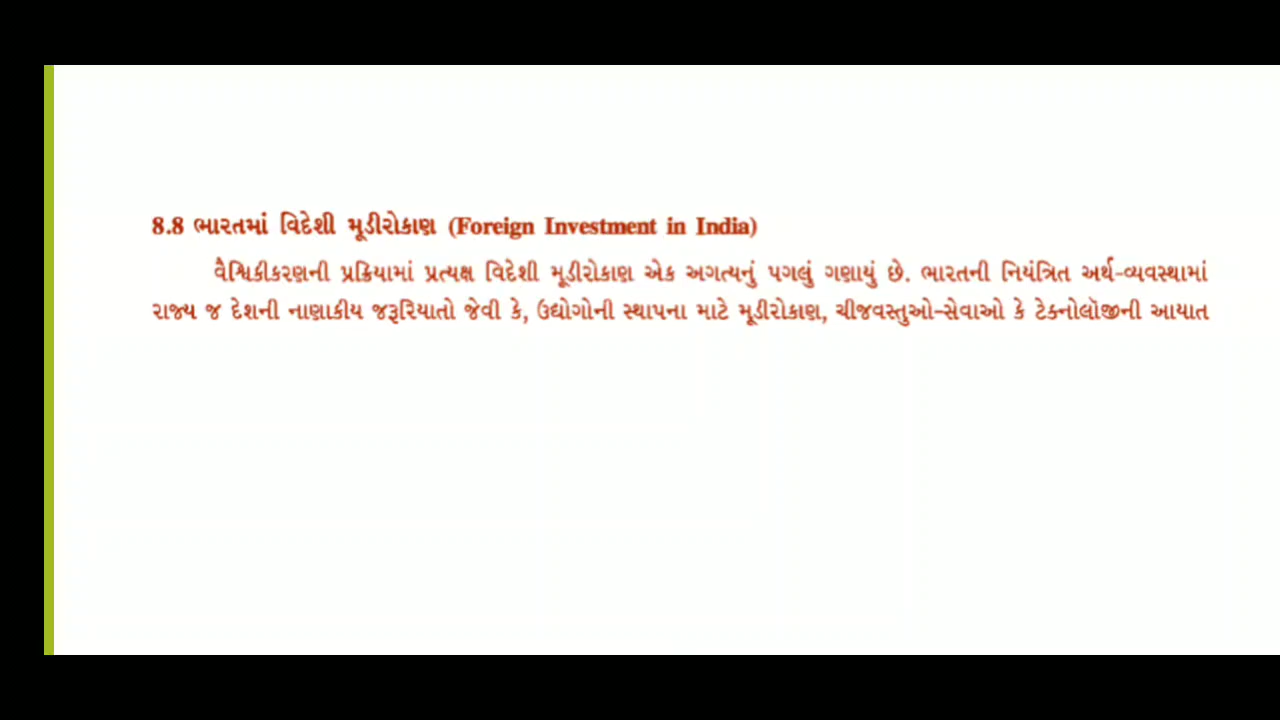 8.8 ભારતમાં વિદેશી મૂડીરોકાણ (Foreign Investment in India)
વૈશ્વિકીકરણની પ્રક્રિયામાં પ્રત્યક્ષ વિદેશી મૂડીરોકાણ એક અગત્યનું પગલું ગણાયું છે. ભારતની નિયંત્રિત અર્થ-વ્યવસ્થામાં
રાજ્ય જ દેશની નાણાકીય જરૂરિયાતો જેવી કે, ઉદ્યોગોની સ્થાપના માટે મૂડીરોકાણ, ચીજવસ્તુઓ-સેવાઓ કે ટેક્નોલૉજીની આયાત